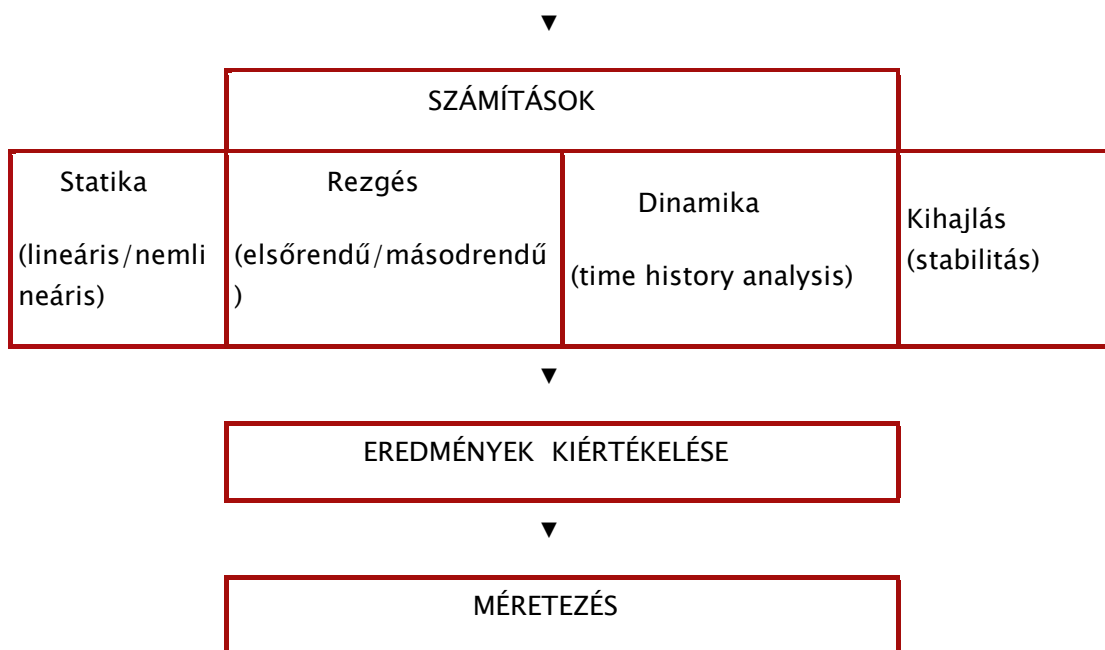 ▼
SZÁMÍTÁSOK
Statika
(lineáris/nemli
neáris)
Rezgés
(elsőrendű/másodrendű
)
Dinamika
(time history analysis)
Kihajlás
(stabilitás)
▼
EREDMÉNYEK KIÉRTÉKELÉSE
▼
MÉRETEZÉS